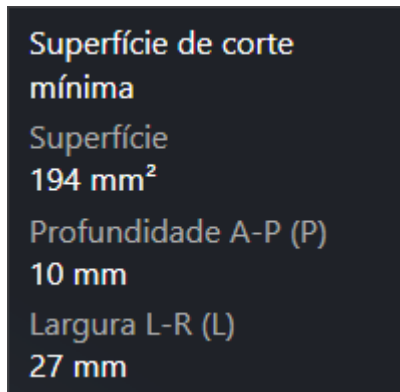 Superfície de corte
mínima
Superfície
194 mm²
Profundidade A-P (P)
10 mm
Largura L-R (L)
27 mm